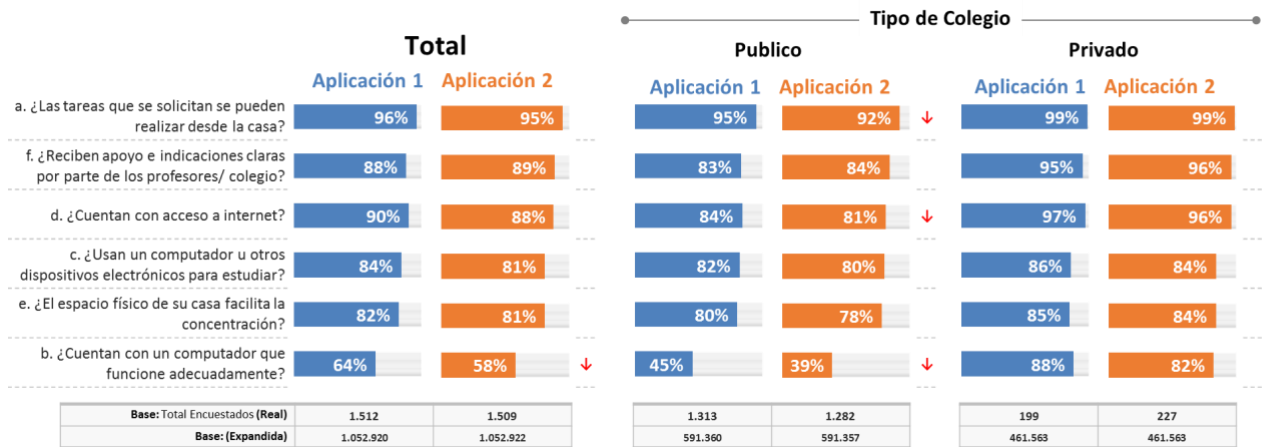 Tipo de Colegio
Total
Publico
Privado
Aplicación 1
Aplicación 2
Aplicación 1
Aplicación 2
Aplicación 1
Aplicación 2
a. ¿Las tareas que se solicitan se pueden
realizar desde la casa?
96%
95%
95%
92%
99%
99%
f. ¿Reciben apoyo e indicaciones claras
por parte de los profesores/ colegio?
88%
89%
83%
84%
95%
96%
d. ¿Cuentan con acceso a internet?
90%
88%
84%
81%
97%
96%
c. ¿Usan un computador u otros
dispositivos electrónicos para estudiar?
84%
81%
82%
80%
86%
84%
e. ¿El espacio físico de su casa facilita la
concentración?
82%
81%
80%
78%
85%
84%
b. ¿Cuentan con un computador que
funcione adecuadamente?
64%
58%
45%
39%
88%
82%
Base: Total Encuestados (Real) 1.512 1.509 1.313 1.282 199 227
Base: (Expandida) 1.052.920 1.052.922 591.360 591.357 461.563 461.563